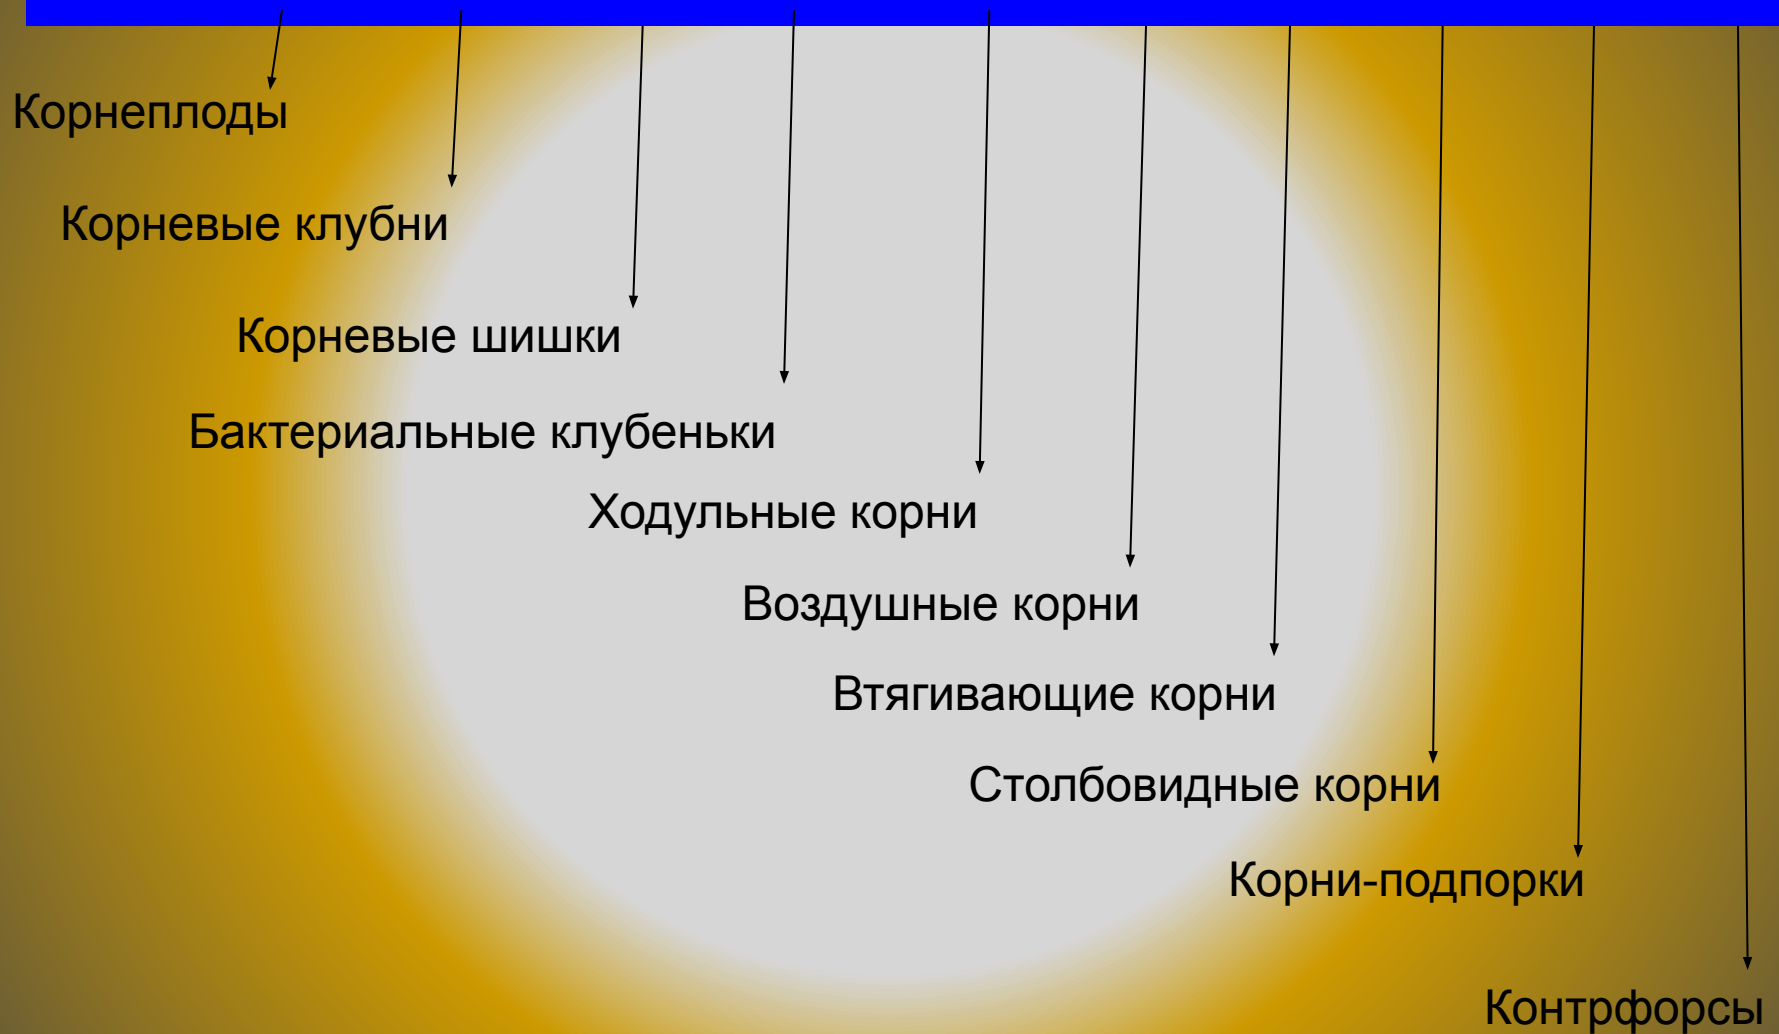 Корнеплоды
Корневые клубни
Корневые шишки
Бактериальные клубеньки
Ходульные корни
Воздушные корни
Втягивающие корни
Столбовидные корни
Корни-подпорки
Контрфорсы